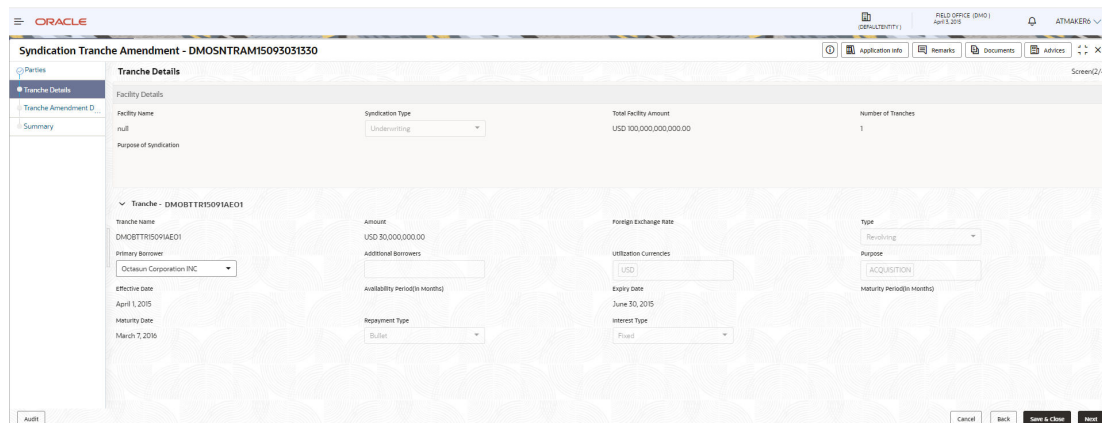 ORACLE
(DEFAULTENTITY)
FIELD OFFICE (DMO)
April 3, 2015
ATMAKER6
Syndication Tranche Amendment - DMOSNTRAM15093031330
Application Info
Remarks
Documents
Advices
Parties
Tranche Details
Tranche Amendment D...
Summary
Tranche Details
Screen(2/
Facility Details
Facility Name
Syndication Type
Total Facility Amount
Number of Tranches
null
Underwriting
USD 100,000,000,000.00
1
Purpose of Syndication
Tranche - DMOBTTR15091AEO1
Tranche Name
Amount
Foreign Exchange Rate
Type
DMOBTTR15091AEO1
USD 30,000,000.00
Revolving
Primary Borrower
Additional Borrowers
Utilization Currencies
Purpose
Octasun Corporation INC
USD
ACQUISITION
Effective Date
Availability Period(In Months)
Expiry Date
Maturity Period(In Months)
April 1, 2015
June 30, 2015
Maturity Date
Repayment Type
Interest Type
March 7, 2016
Bullet
Fixed
Audit
Cancel
Back
Save & Close
Next